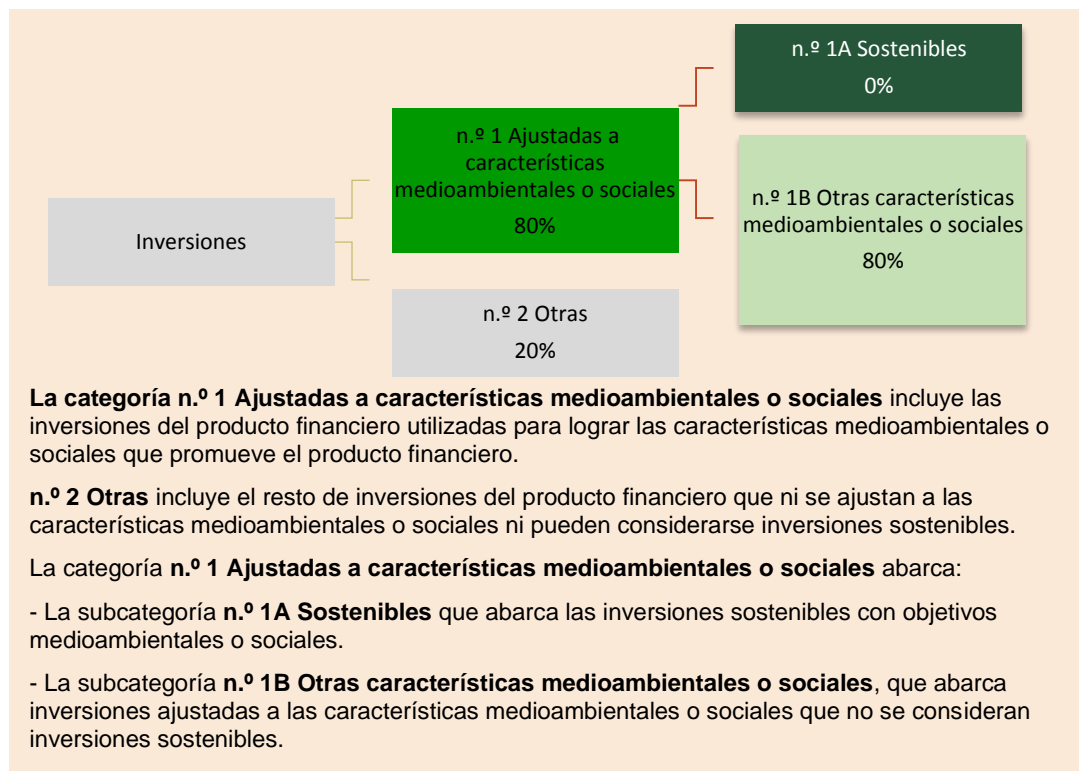 n.º 1A Sostenibles
0%
n.º 1 Ajustadas a
características
medioambientales o sociales
80%
n.º 1B Otras características
medioambientales o sociales
80%
Inversiones
n.º 2 Otras
20%
La categoría n.º 1 Ajustadas a características medioambientales o sociales incluye las
inversiones del producto financiero utilizadas para lograr las características medioambientales o
sociales que promueve el producto financiero.
n.º 2 Otras incluye el resto de inversiones del producto financiero que ni se ajustan a las
características medioambientales o sociales ni pueden considerarse inversiones sostenibles.
La categoría n.º 1 Ajustadas a características medioambientales o sociales abarca:
- La subcategoría n.º 1A Sostenibles que abarca las inversiones sostenibles con objetivos
medioambientales o sociales.
- La subcategoría n.º 1B Otras características medioambientales o sociales, que abarca
inversiones ajustadas a las características medioambientales o sociales que no se consideran
inversiones sostenibles.